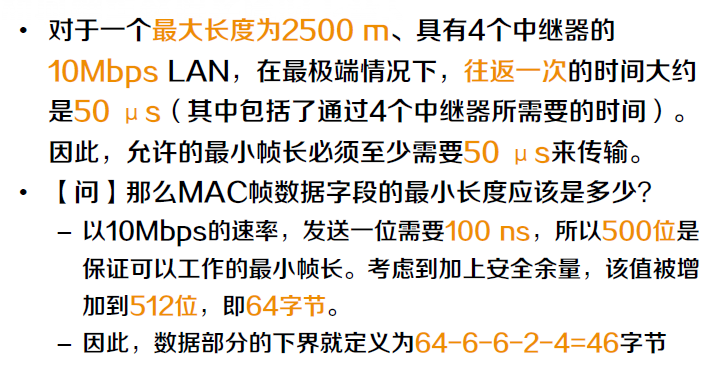 • 对于一个最大长度为2500 m、具有4个中继器的
10Mbps LAN，在最极端情况下，往返一次的时间大约
是50 μs（其中包括了通过4个中继器所需要的时间）。
因此，允许的最小帧长必须至少需要50 μs来传输。
• 【问】那么MAC帧数据字段的最小长度应该是多少?
– 以10Mbps的速率，发送一位需要100 ns，所以500位是
保证可以工作的最小帧长。考虑到加上安全余量，该值被增
加到512位，即64字节。
– 因此，数据部分的下界就定义为64-6-6-2-4=46字节